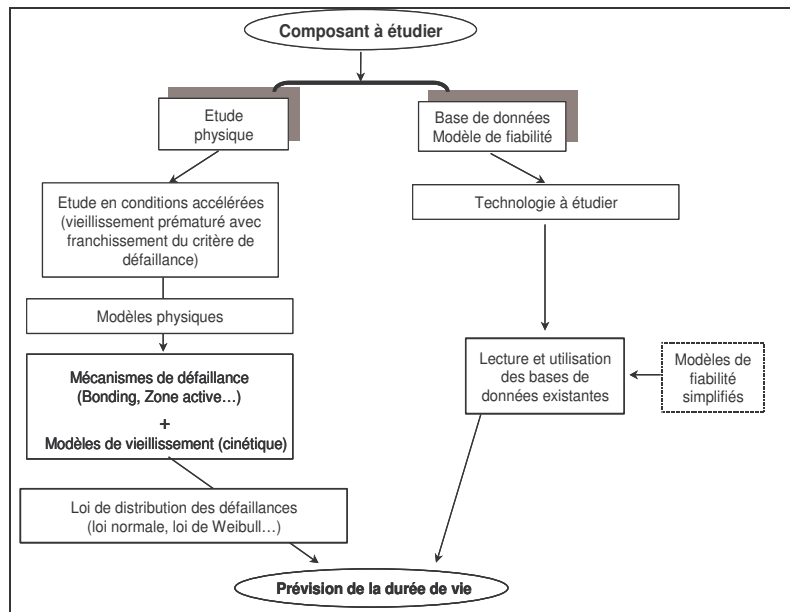 Composant à étudier
Etude
physique
Base de données
Modèle de fiabilité
Etude en conditions accélérées
(vieillissement prématuré avec
franchissement du critère de
défaillance)
Technologie à étudier
Modèles physiques
Mécanismes de défaillance
(Bonding, Zone active…)
+
Modèles de vieillissement (cinétique)
Lecture et utilisation
des bases de
données existantes
Modèles de
fiabilité
simplifiés
Loi de distribution des défaillances
(loi normale, loi de Weibull…)
Prévision de la durée de vie